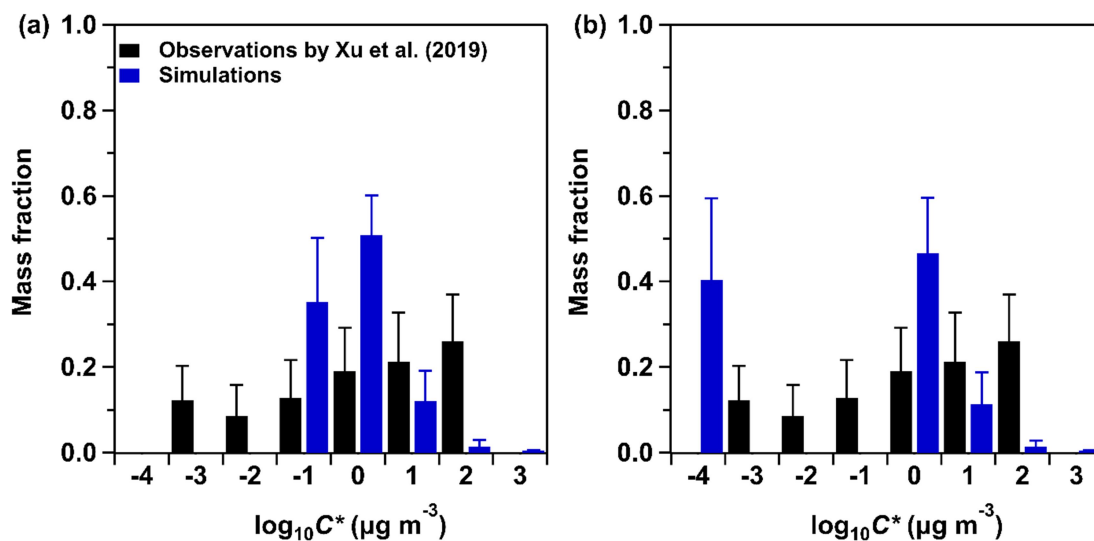 (a)
1.0
0.8
0.6
0.4
0.2
0.0
Mass fraction
Observations by Xu et al. (2019)
Simulations
-4 -3 -2 -1 0 1 2 3
log₁₀C* (µg m⁻³)
(b)
1.0
0.8
0.6
0.4
0.2
0.0
Mass fraction
-4 -3 -2 -1 0 1 2 3
log₁₀C* (µg m⁻³)